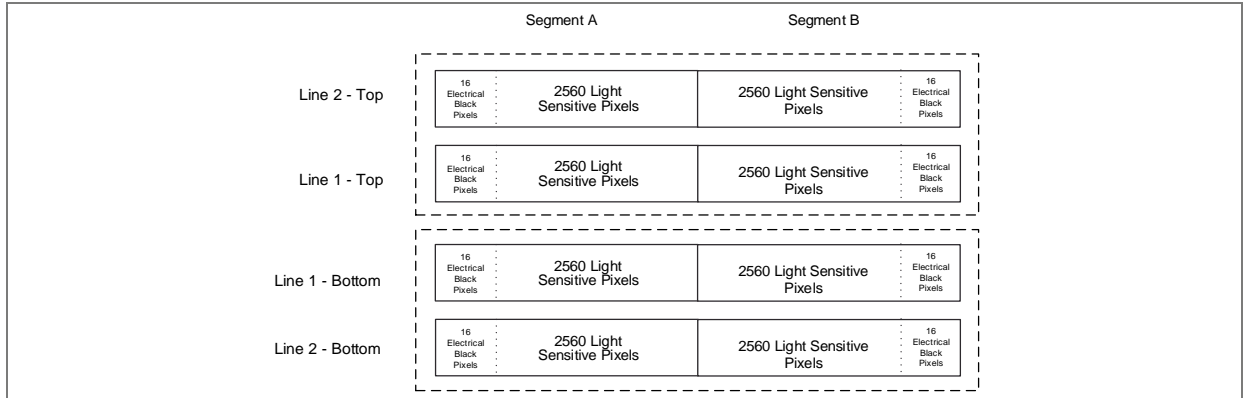 Segment A Segment B
Line 2 - Top
16
Electrical
Black
Pixels
2560 Light
Sensitive Pixels
2560 Light Sensitive
Pixels
16
Electrical
Black
Pixels
Line 1 - Top
16
Electrical
Black
Pixels
2560 Light
Sensitive Pixels
2560 Light Sensitive
Pixels
16
Electrical
Black
Pixels
Line 1 - Bottom
16
Electrical
Black
Pixels
2560 Light
Sensitive Pixels
2560 Light Sensitive
Pixels
16
Electrical
Black
Pixels
Line 2 - Bottom
16
Electrical
Black
Pixels
2560 Light
Sensitive Pixels
2560 Light Sensitive
Pixels
16
Electrical
Black
Pixels